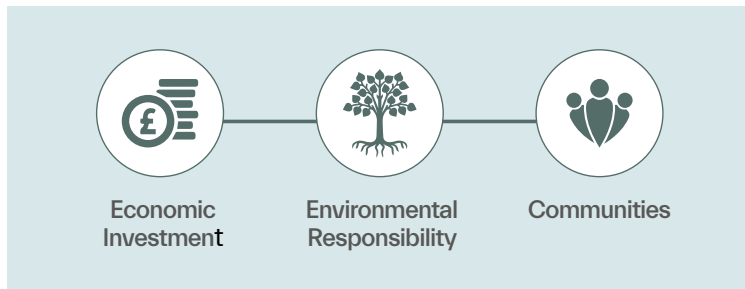 £
Economic
Investment
Environmental
Responsibility
Communities